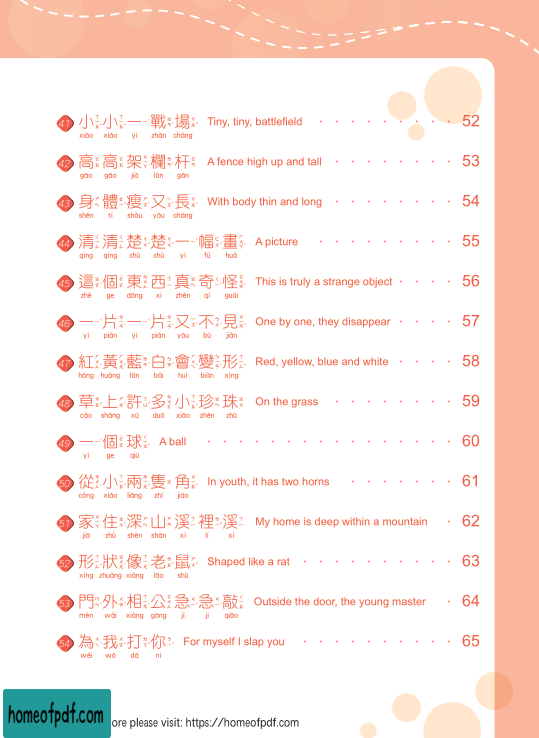 41 小小一戰場 Tiny, tiny, battlefield 52
xiǎo xiǎo yí zhàn chǎng
42 高高架欄杆 A fence high up and tall 53
gāo gāo jià lán gān
43 身體瘦又長 With body thin and long 54
shēn tǐ shòu yòu cháng
44 清清楚楚一幅畫 A picture 55
qīng qīng chǔ chǔ yì fú huà
45 這個東西真奇怪 This is truly a strange object 56
zhè ge dōng xī zhēn qí guài
46 一片一片又不見 One by one, they disappear 57
yí piàn yí piàn yòu bú jiàn
47 紅黃藍白會變形 Red, yellow, blue and white 58
hóng huáng lán bái huì biàn xíng
48 草上許多小珍珠 On the grass 59
cǎo shàng xǔ duō xiǎo zhēn zhū
49 一個球 A ball 60
yí ge qiú
50 從小兩隻角 In youth, it has two horns 61
cóng xiǎo liǎng zhī jiǎo
51 家住深山溪裡溪 My home is deep within a mountain 62
jiā zhù shēn shān xī lǐ xī
52 形狀像老鼠 Shaped like a rat 63
xíng zhuàng xiàng lǎo shǔ
53 門外相公急急敲 Outside the door, the young master 64
mén wài xiàng gōng jí jí qiāo
54 為我打你 For myself I slap you 65
wèi wǒ dǎ nǐ
homeofpdf.com
ore please visit: https://homeofpdf.com